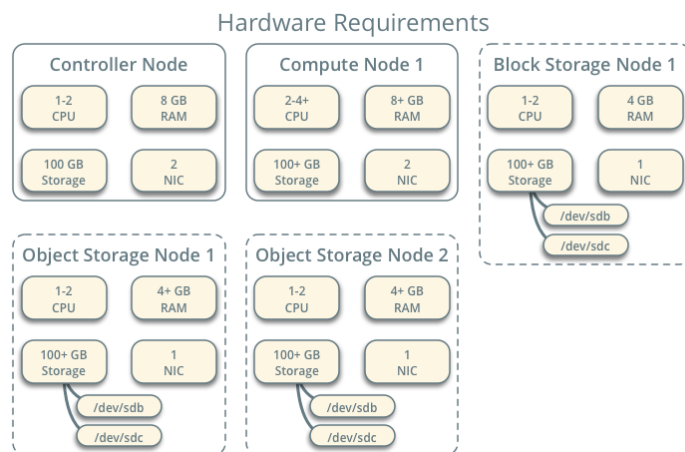 Hardware Requirements
Controller Node
1-2
CPU
8 GB
RAM
100 GB
Storage
2
NIC
Compute Node 1
2-4+
CPU
8+ GB
RAM
100+ GB
Storage
2
NIC
Block Storage Node 1
1-2
CPU
4 GB
RAM
100+ GB
Storage
1
NIC
/dev/sdb
/dev/sdc
Object Storage Node 1
1-2
CPU
4+ GB
RAM
100+ GB
Storage
1
NIC
/dev/sdb
/dev/sdc
Object Storage Node 2
1-2
CPU
4+ GB
RAM
100+ GB
Storage
1
NIC
/dev/sdb
/dev/sdc